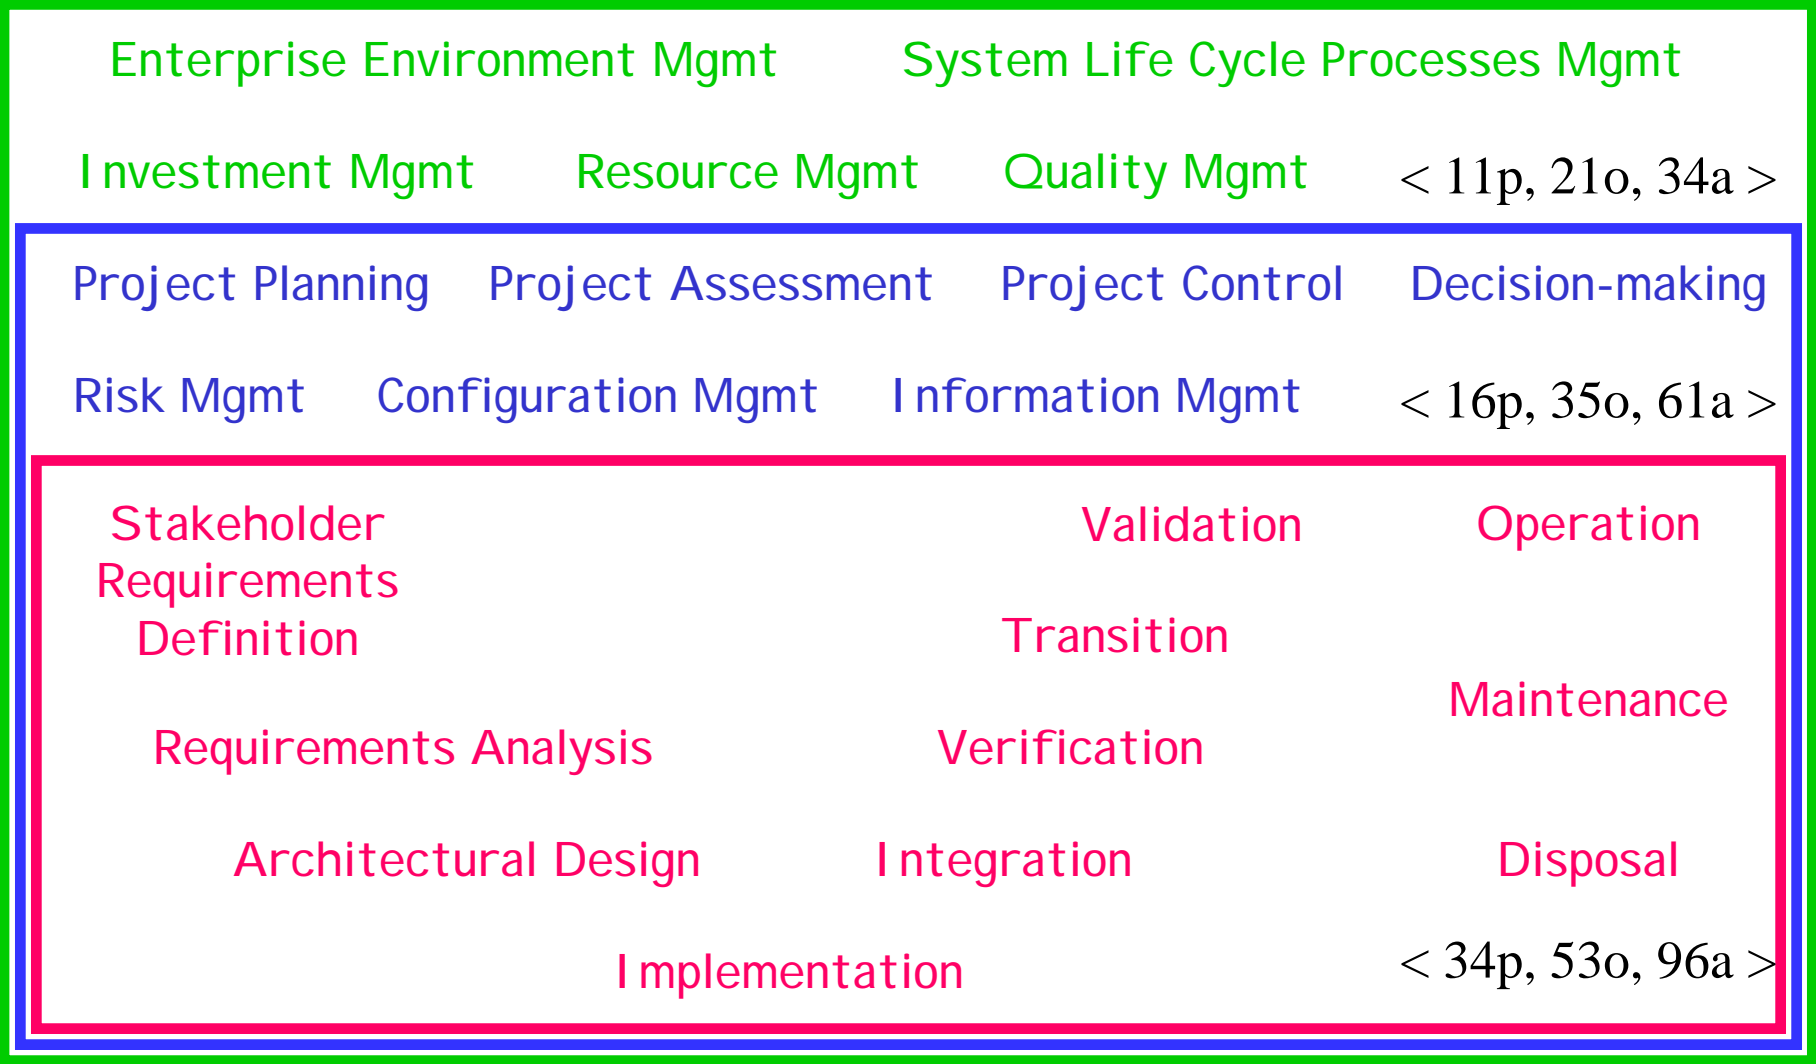 Enterprise Environment Mgmt System Life Cycle Processes Mgmt
Investment Mgmt Resource Mgmt Quality Mgmt < 11p, 21o, 34a >
Project Planning Project Assessment Project Control Decision-making
Risk Mgmt Configuration Mgmt Information Mgmt < 16p, 35o, 61a >
Stakeholder
Requirements
Definition
Validation
Operation
Transition
Maintenance
Requirements Analysis
Verification
Architectural Design
Integration
Disposal
Implementation
< 34p, 53o, 96a >